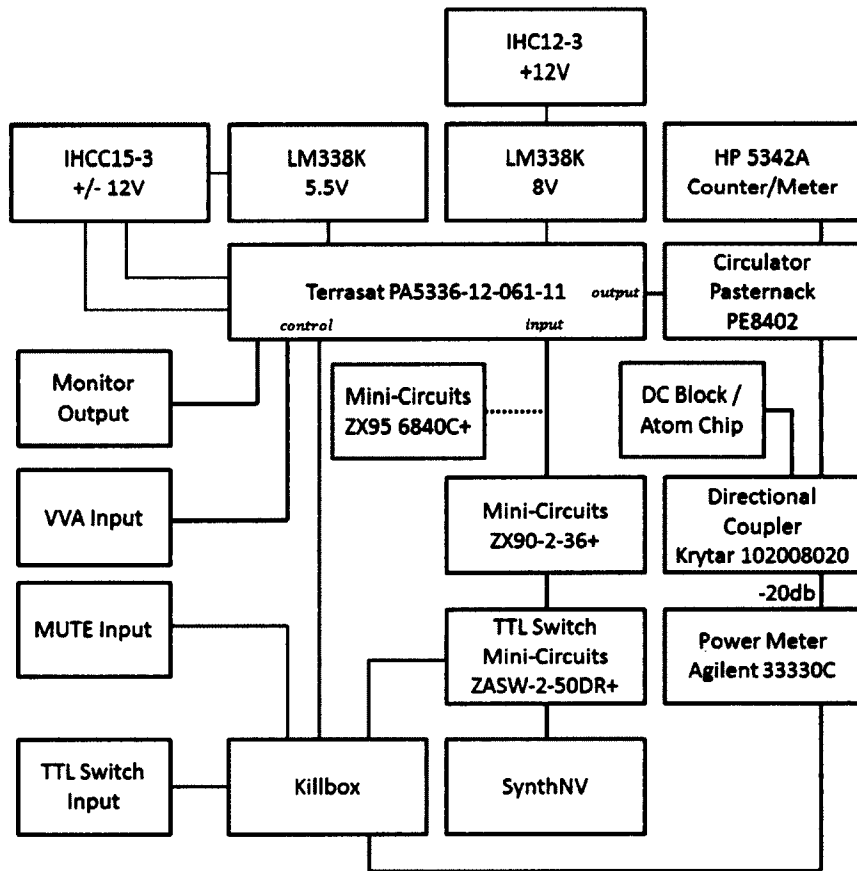 IHC12-3
+12V
IHCC15-3
+/- 12V
LM338K
5.5V
LM338K
8V
HP 5342A
Counter/Meter
Terrasat PA5336-12-061-11
output
control
input
Circulator
Pasternack
PE8402
Monitor
Output
Mini-Circuits
ZX95 6840C+
DC Block /
Atom Chip
VVA Input
Mini-Circuits
ZX90-2-36+
Directional
Coupler
Krytar 102008020
-20db
MUTE Input
TTL Switch
Mini-Circuits
ZASW-2-50DR+
Power Meter
Agilent 33330C
TTL Switch
Input
Killbox
SynthNV